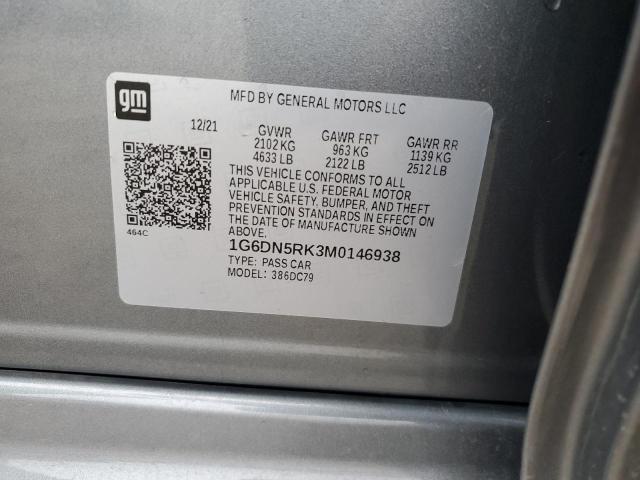 gm
MFD BY GENERAL MOTORS LLC
12/21 GVWR GAWR FRT GAWR RR
2102 KG 963 KG 1139 KG
4633 LB 2122 LB 2512 LB
THIS VEHICLE CONFORMS TO ALL
APPLICABLE U.S. FEDERAL MOTOR
VEHICLE SAFETY, BUMPER, AND THEFT
PREVENTION STANDARDS IN EFFECT ON
THE DATE OF MANUFACTURE SHOWN
ABOVE.
464C
1G6DN5RK3M0146938
TYPE: PASS CAR
MODEL: 386DC79